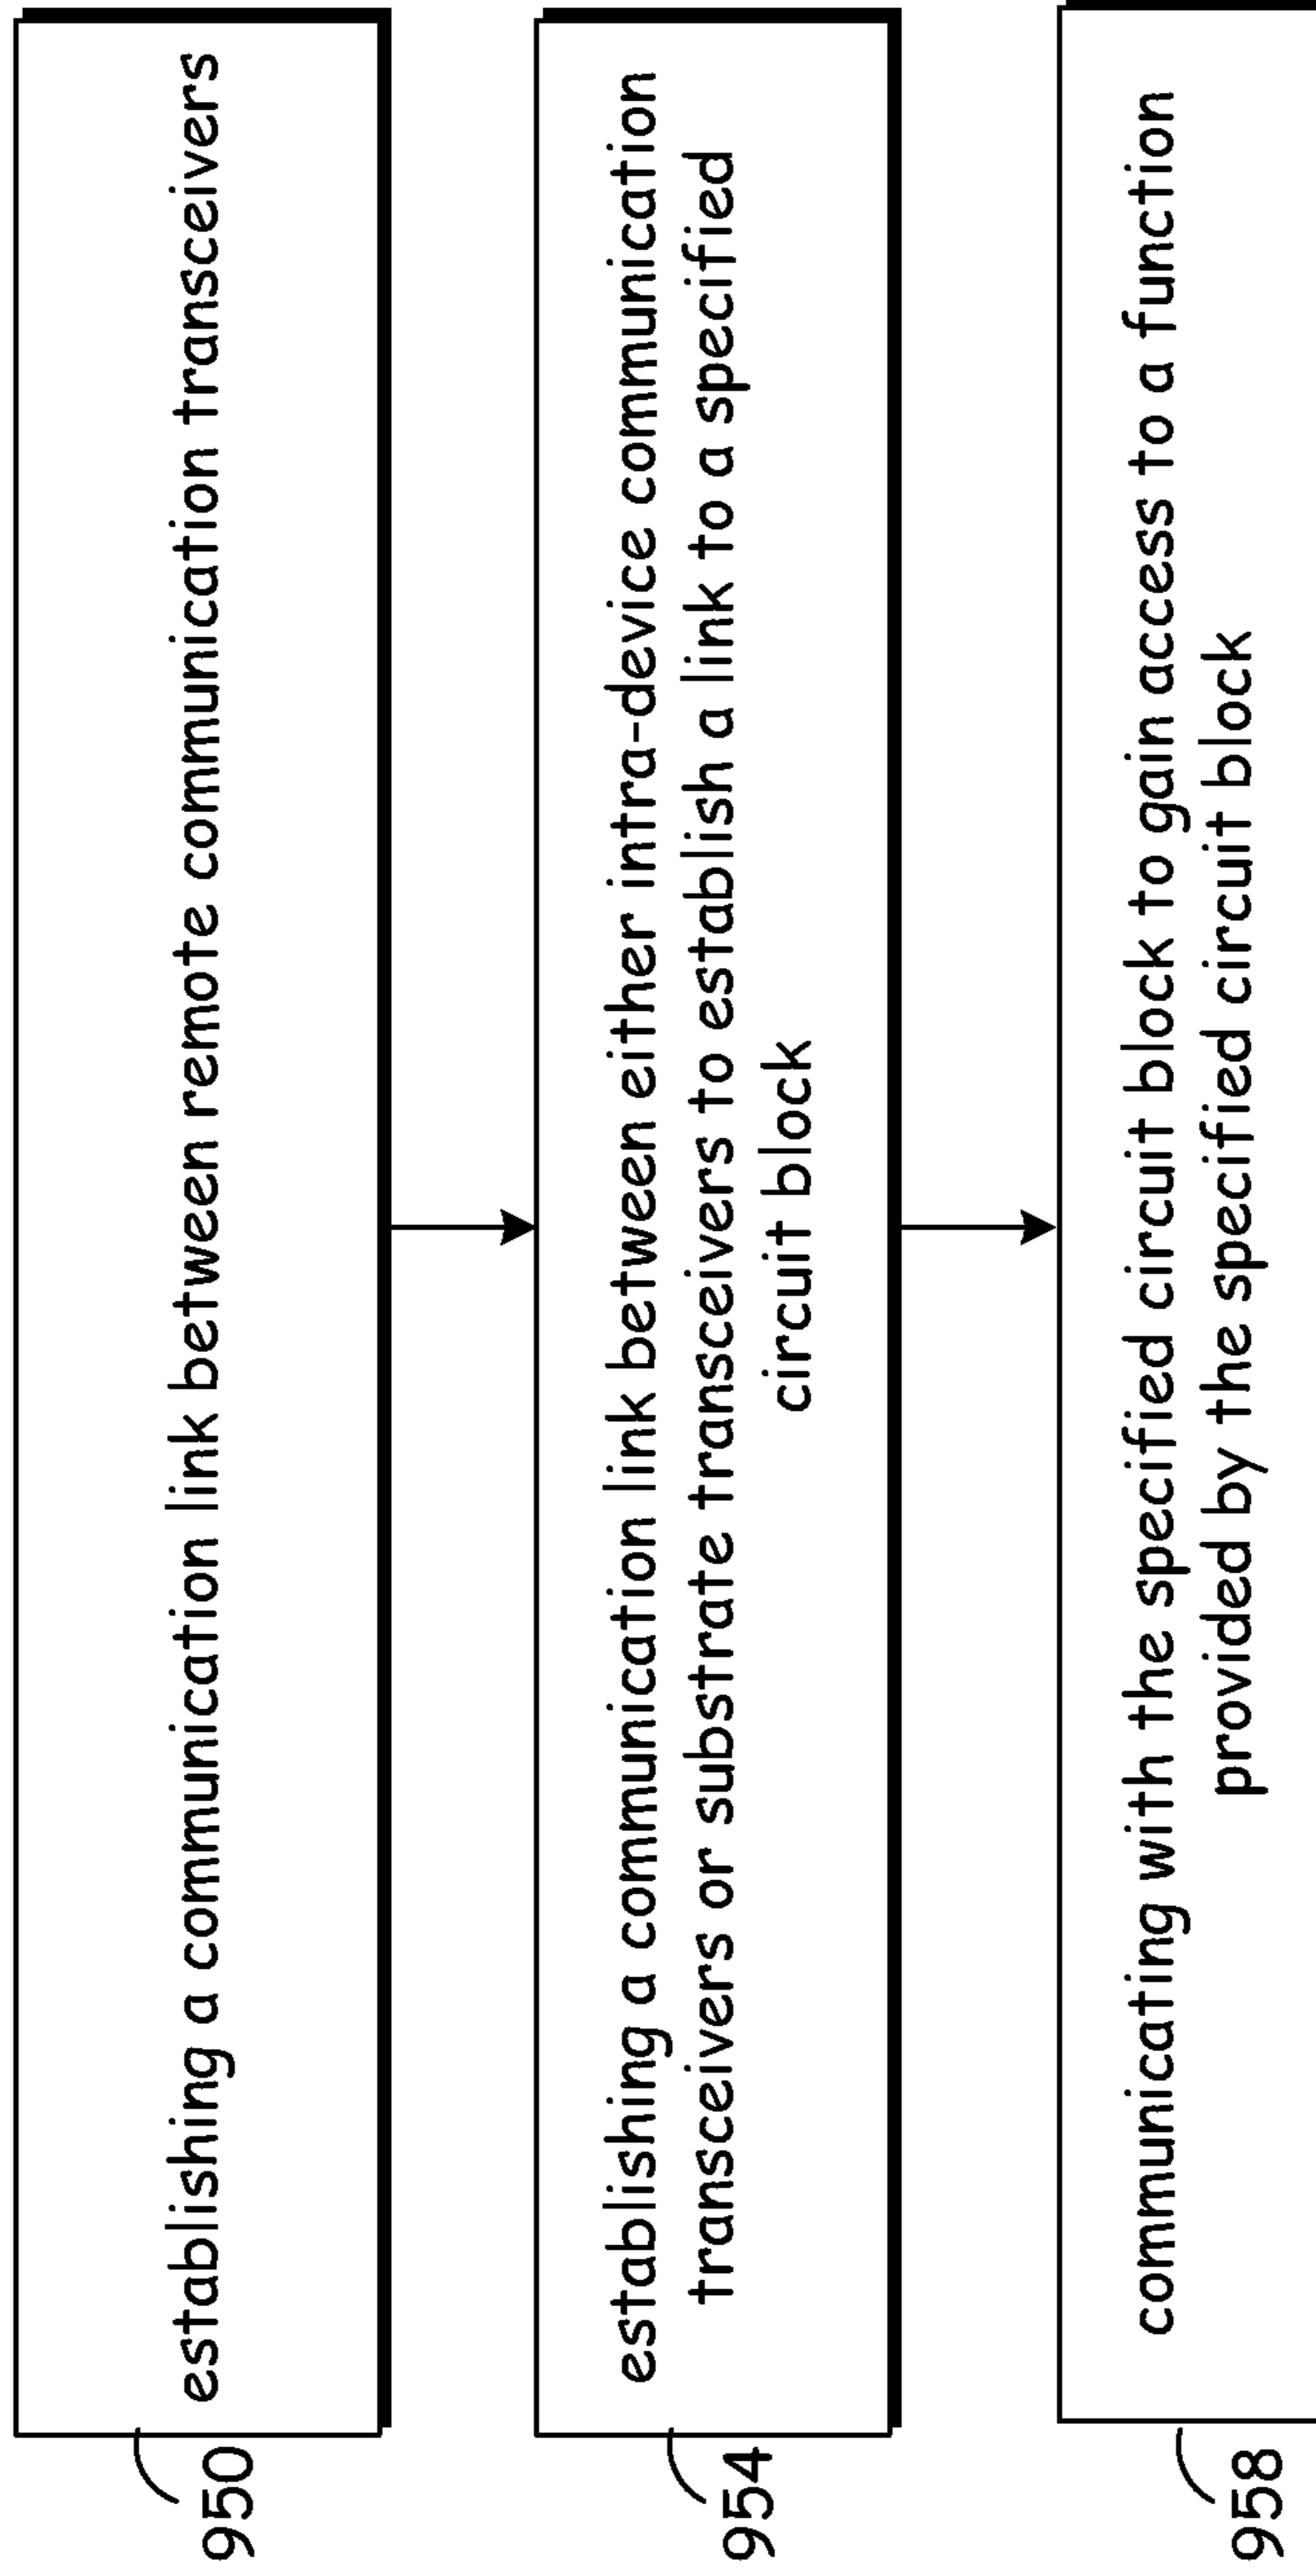 950
establishing a communication link between remote communication transceivers
954
establishing a communication link between either intra-device communication
transceivers or substrate transceivers to establish a link to a specified
circuit block
958
communicating with the specified circuit block to gain access to a function
provided by the specified circuit block